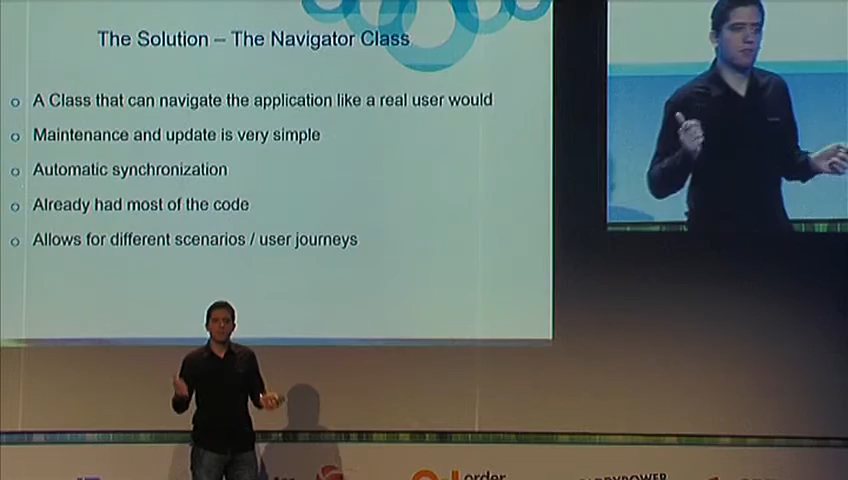 The Solution – The Navigator Class
A Class that can navigate the application like a real user would
Maintenance and update is very simple
Automatic synchronization
Already had most of the code
Allows for different scenarios / user journeys
order